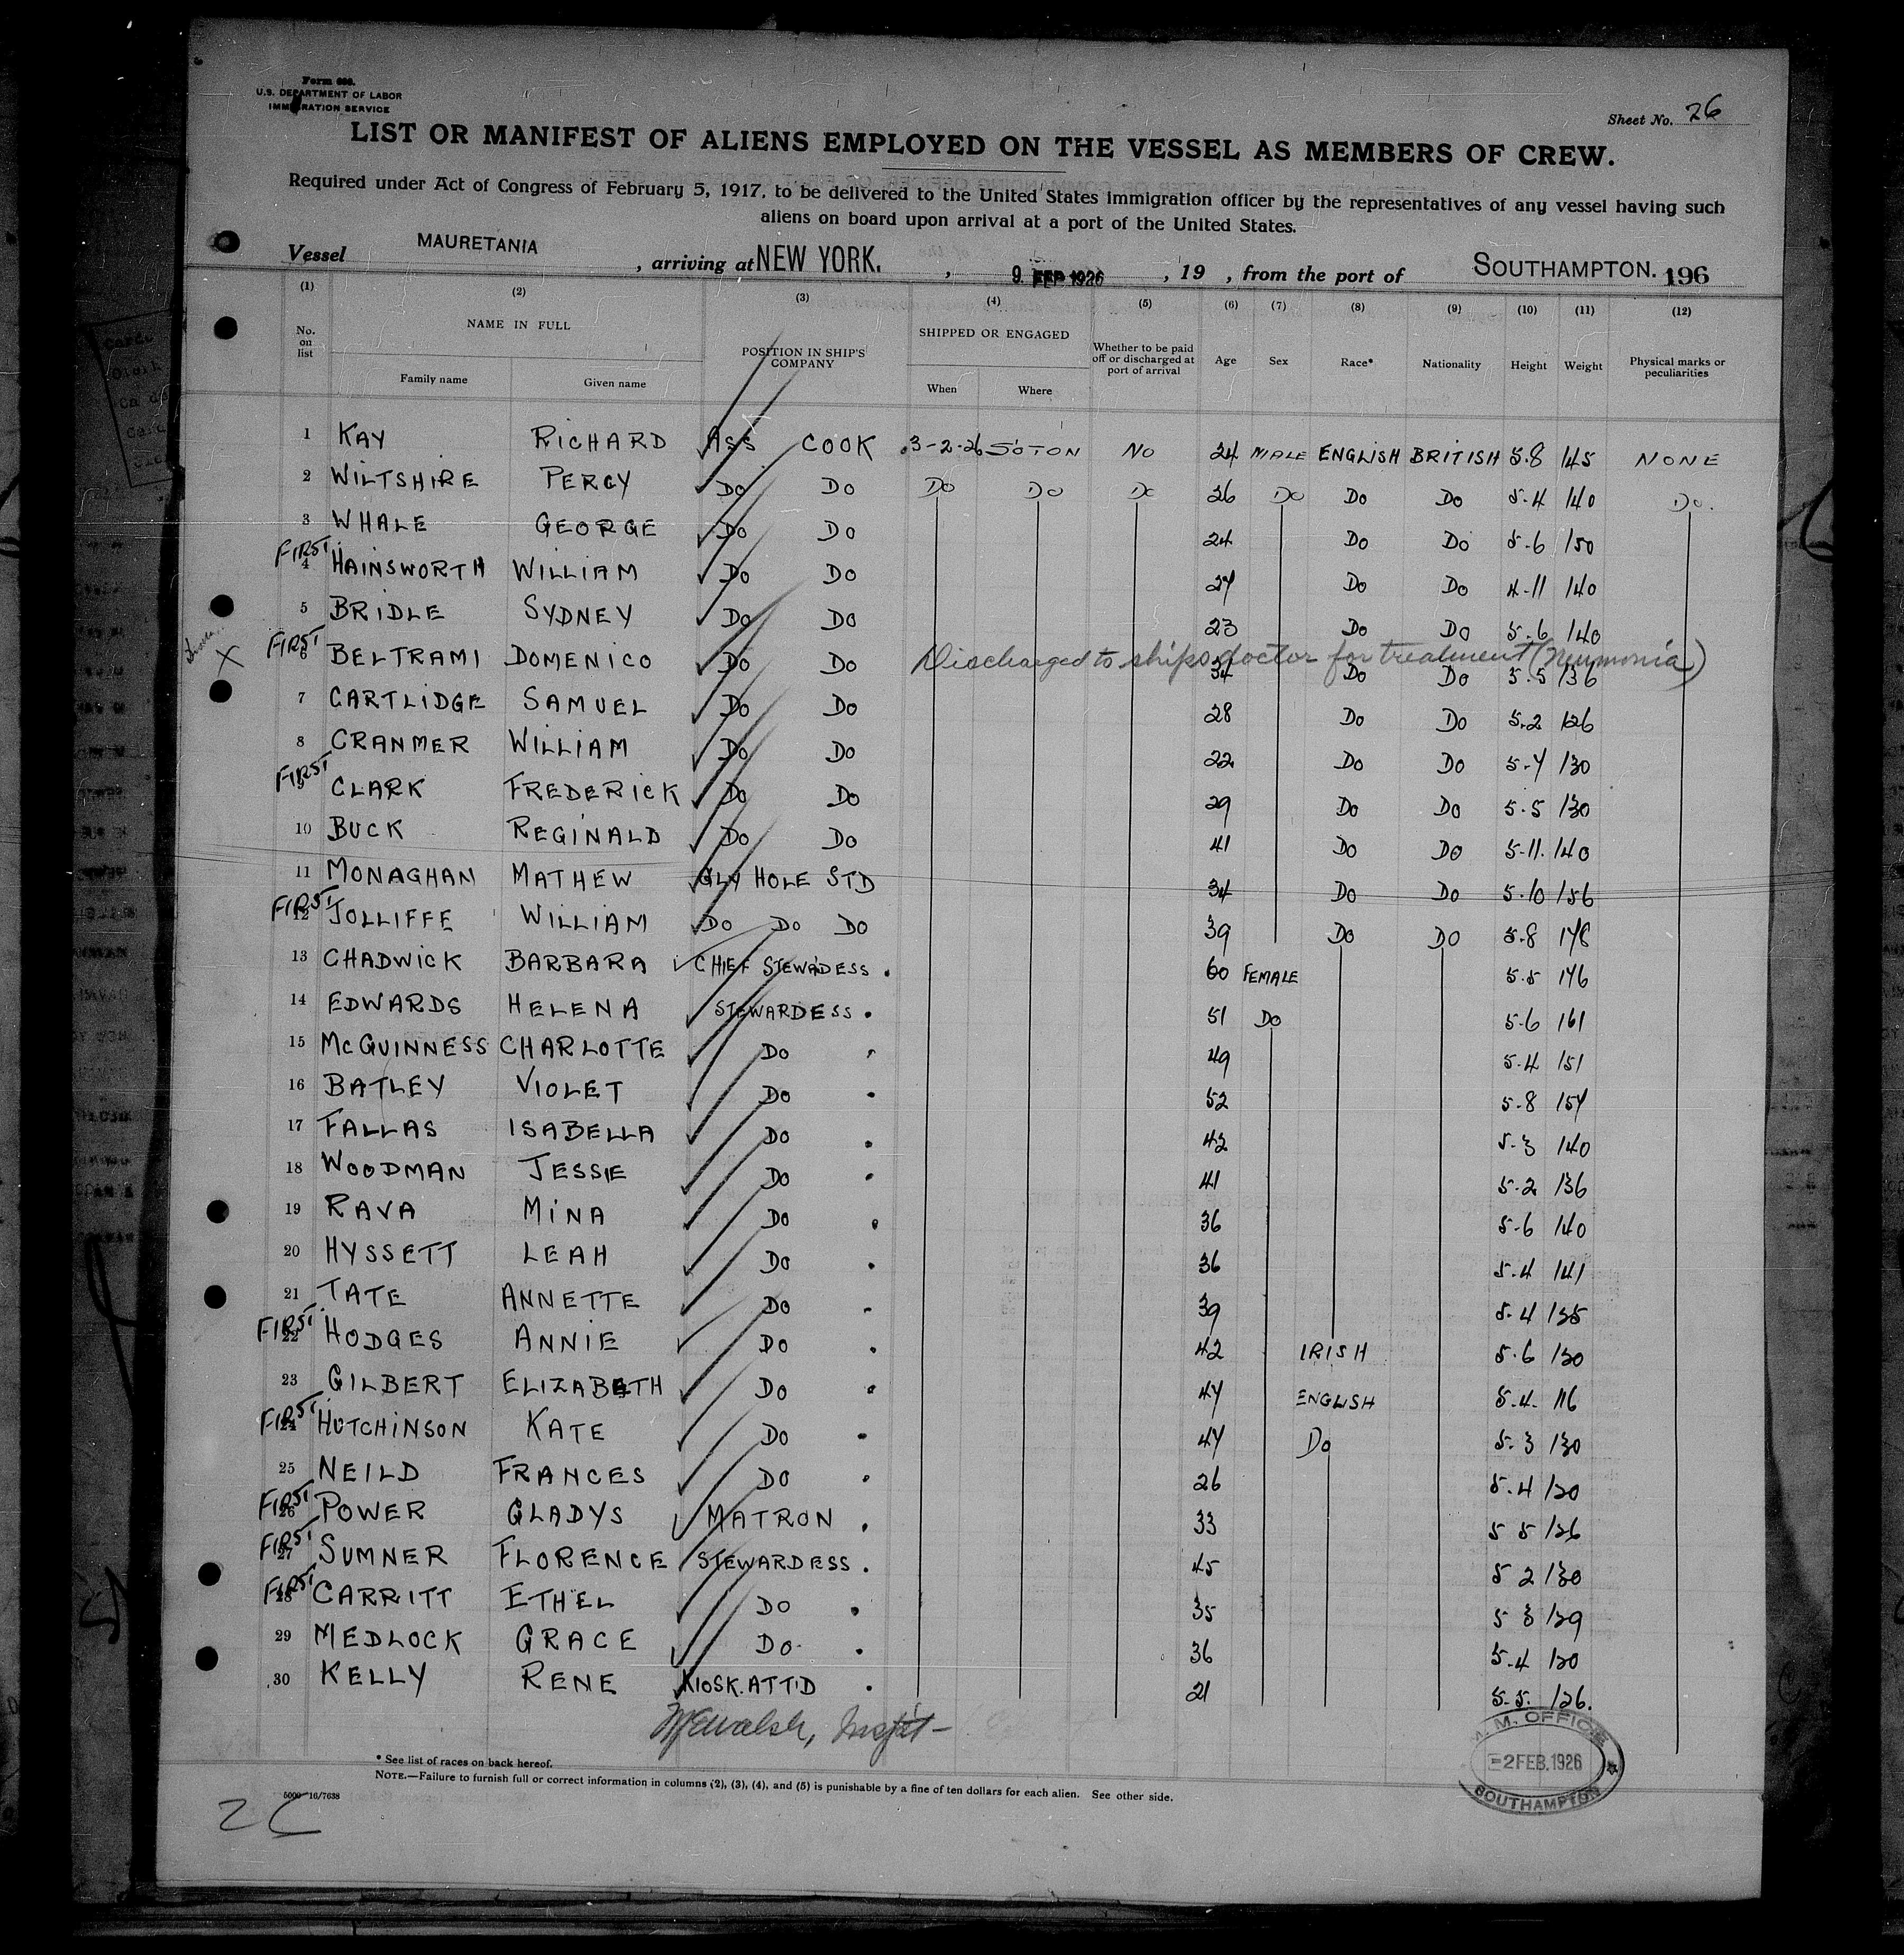 Form 680.
U.S. DEPARTMENT OF LABOR
IMMIGRATION SERVICE
Sheet No. 26
LIST OR MANIFEST OF ALIENS EMPLOYED ON THE VESSEL AS MEMBERS OF CREW.
Required under Act of Congress of February 5, 1917, to be delivered to the United States immigration officer by the representatives of any vessel having such
aliens on board upon arrival at a port of the United States.
Vessel MAURETANIA, arriving at NEW YORK., 9 FEB 1926, 19 , from the port of SOUTHAMPTON. 196
(1) (2) (3) (4) (5) (6) (7) (8) (9) (10) (11) (12)
No. on list NAME IN FULL POSITION IN SHIP'S COMPANY SHIPPED OR ENGAGED Whether to be paid off or discharged at port of arrival Age Sex Race* Nationality Height Weight Physical marks or peculiarities
Family name Given name When Where
1 KAY RICHARD ASS COOK 3-2-26 SO'TON NO 24 MALE ENGLISH BRITISH 5.8 145 NONE
2 WILTSHIRE PERCY DO DO DO DO DO 26 DO DO DO 5-4 140 DO.
3 WHALE GEORGE DO DO 24 DO DO 5-6 150
FIRST 4 HAINSWORTH WILLIAM DO DO 27 DO DO 4-11 140
5 BRIDLE SYDNEY DO DO 23 DO DO 5-6 140
X FIRST 6 BELTRAMI DOMENICO DO DO Discharged to ships doctor for treatment (Neumonia) 34 DO DO 5.5 136
7 CARTLIDGE SAMUEL DO DO 28 DO DO 5.2 126
8 CRANMER WILLIAM DO DO 22 DO DO 5-7 130
FIRST 9 CLARK FREDERICK DO DO 29 DO DO 5.5 130
10 BUCK REGINALD DO DO 41 DO DO 5-11. 140
11 MONAGHAN MATHEW GLY HOLE STD 34 DO DO 5-10 156
FIRST 12 JOLLIFFE WILLIAM DO DO DO 39 DO DO 5-8 178
13 CHADWICK BARBARA CHIEF STEWDESS. 60 FEMALE 5.5 176
14 EDWARDS HELENA STEWARDESS. 51 DO 5-6 161
15 McGUINNESS CHARLOTTE DO 49 5-4 151
16 BATLEY VIOLET DO 52 5-8 157
17 FALLAS ISABELLA DO 42 5-3 140
18 WOODMAN JESSIE DO 41 5-2 136
19 RAVA MINA DO 36 5-6 140
20 HYSSETT LEAH DO 36 5.4 141
21 TATE ANNETTE DO 39 5.4 135
FIRST 22 HODGES ANNIE DO 42 IRISH 5.6 130
23 GILBERT ELIZABETH DO 47 ENGLISH 5.4. 116
FIRST 24 HUTCHINSON KATE DO 47 DO 5.3 130
25 NEILD FRANCES DO 26 5.4 120
FIRST 26 POWER GLADYS MATRON. 33 5 5 126
FIRST 27 SUMNER FLORENCE STEWARDESS. 45 5 2 130
FIRST 28 CARRITT ETHEL DO 35 5 3 129
29 MEDLOCK GRACE DO 36 5.4 120
30 KELLY RENE KIOSK.ATT'D 21 5.5. 126.
Walsh,
* See list of races on back hereof.
NOTE.—Failure to furnish full or correct information in columns (2), (3), (4), and (5) is punishable by a fine of ten dollars for each alien. See other side.
5000—16/7638
M. M. OFFICE
2 FEB. 1926
SOUTHAMPTON